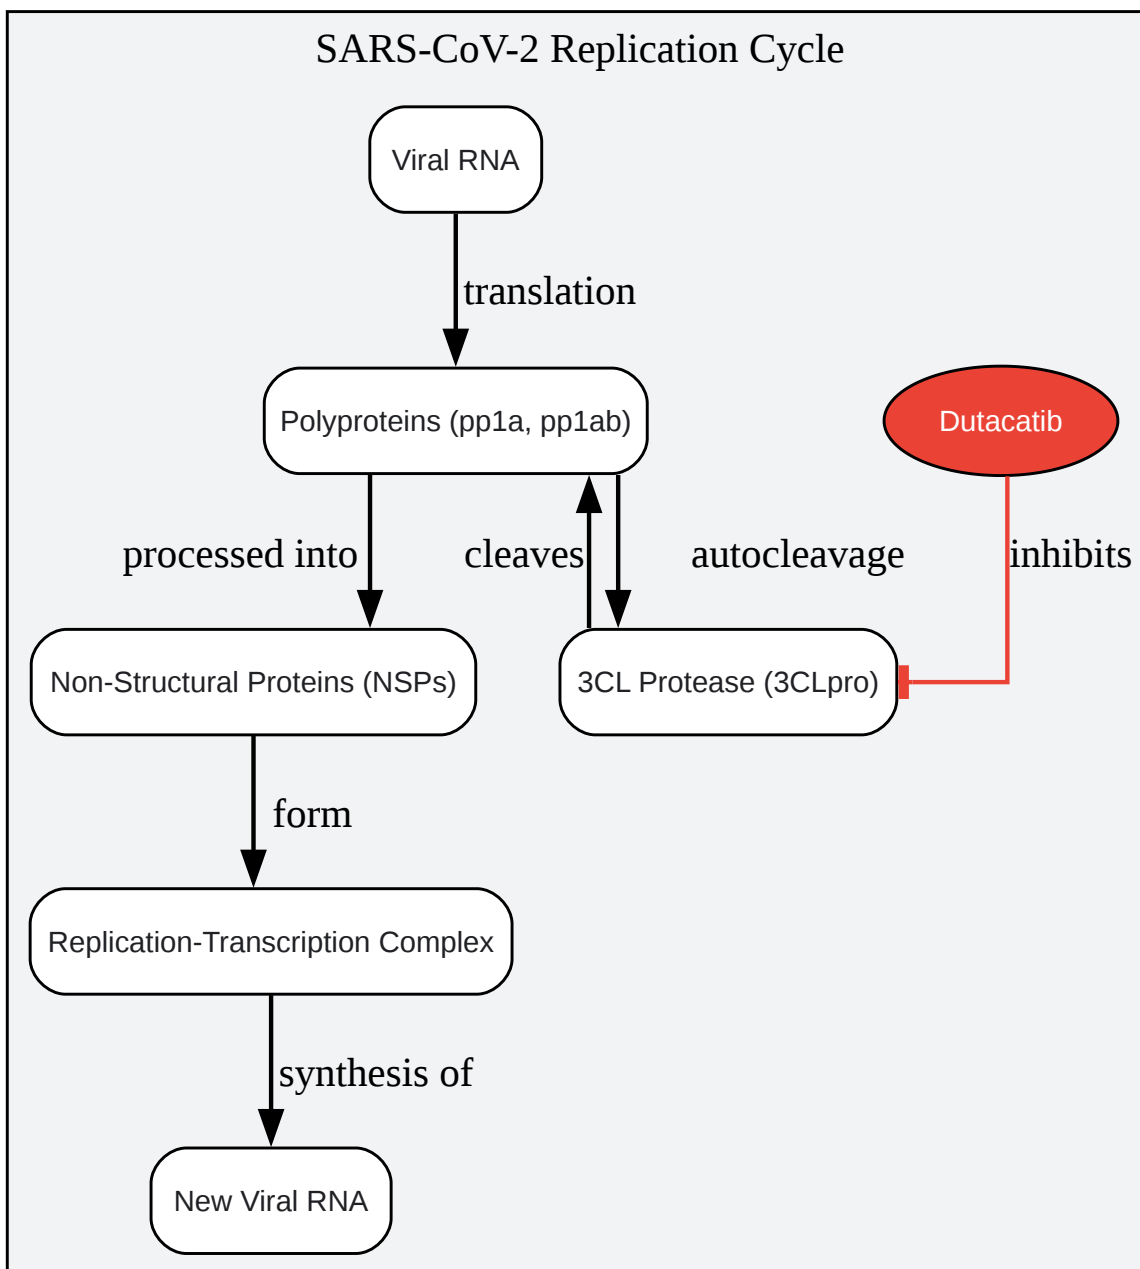 SARS-CoV-2 Replication Cycle
Viral RNA
translation
Polyproteins (pp1a, pp1ab)
Dutacatib
processed into
cleaves
autocleavage
inhibits
Non-Structural Proteins (NSPs)
3CL Protease (3CLpro)
form
Replication-Transcription Complex
synthesis of
New Viral RNA